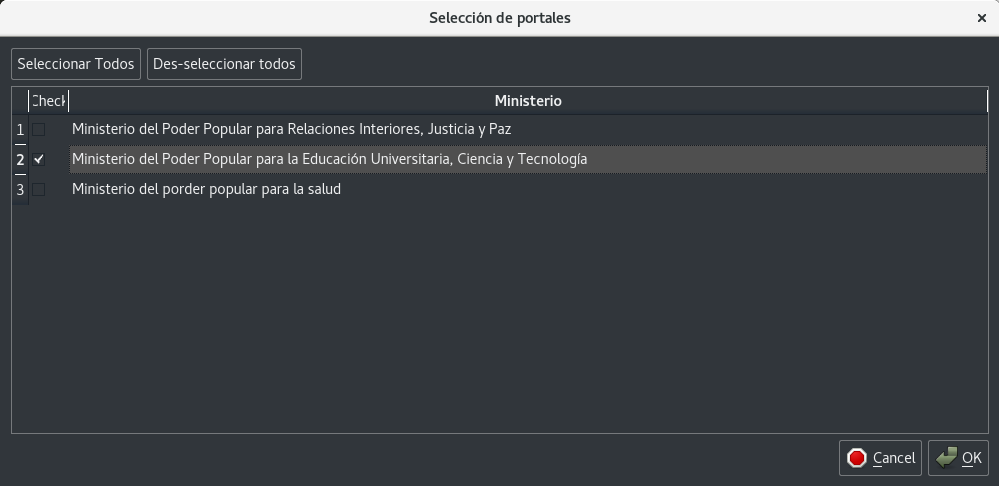 Selección de portales
Seleccionar Todos Des-seleccionar todos
Check Ministerio
1 Ministerio del Poder Popular para Relaciones Interiores, Justicia y Paz
2 Ministerio del Poder Popular para la Educación Universitaria, Ciencia y Tecnología
3 Ministerio del porder popular para la salud
Cancel OK